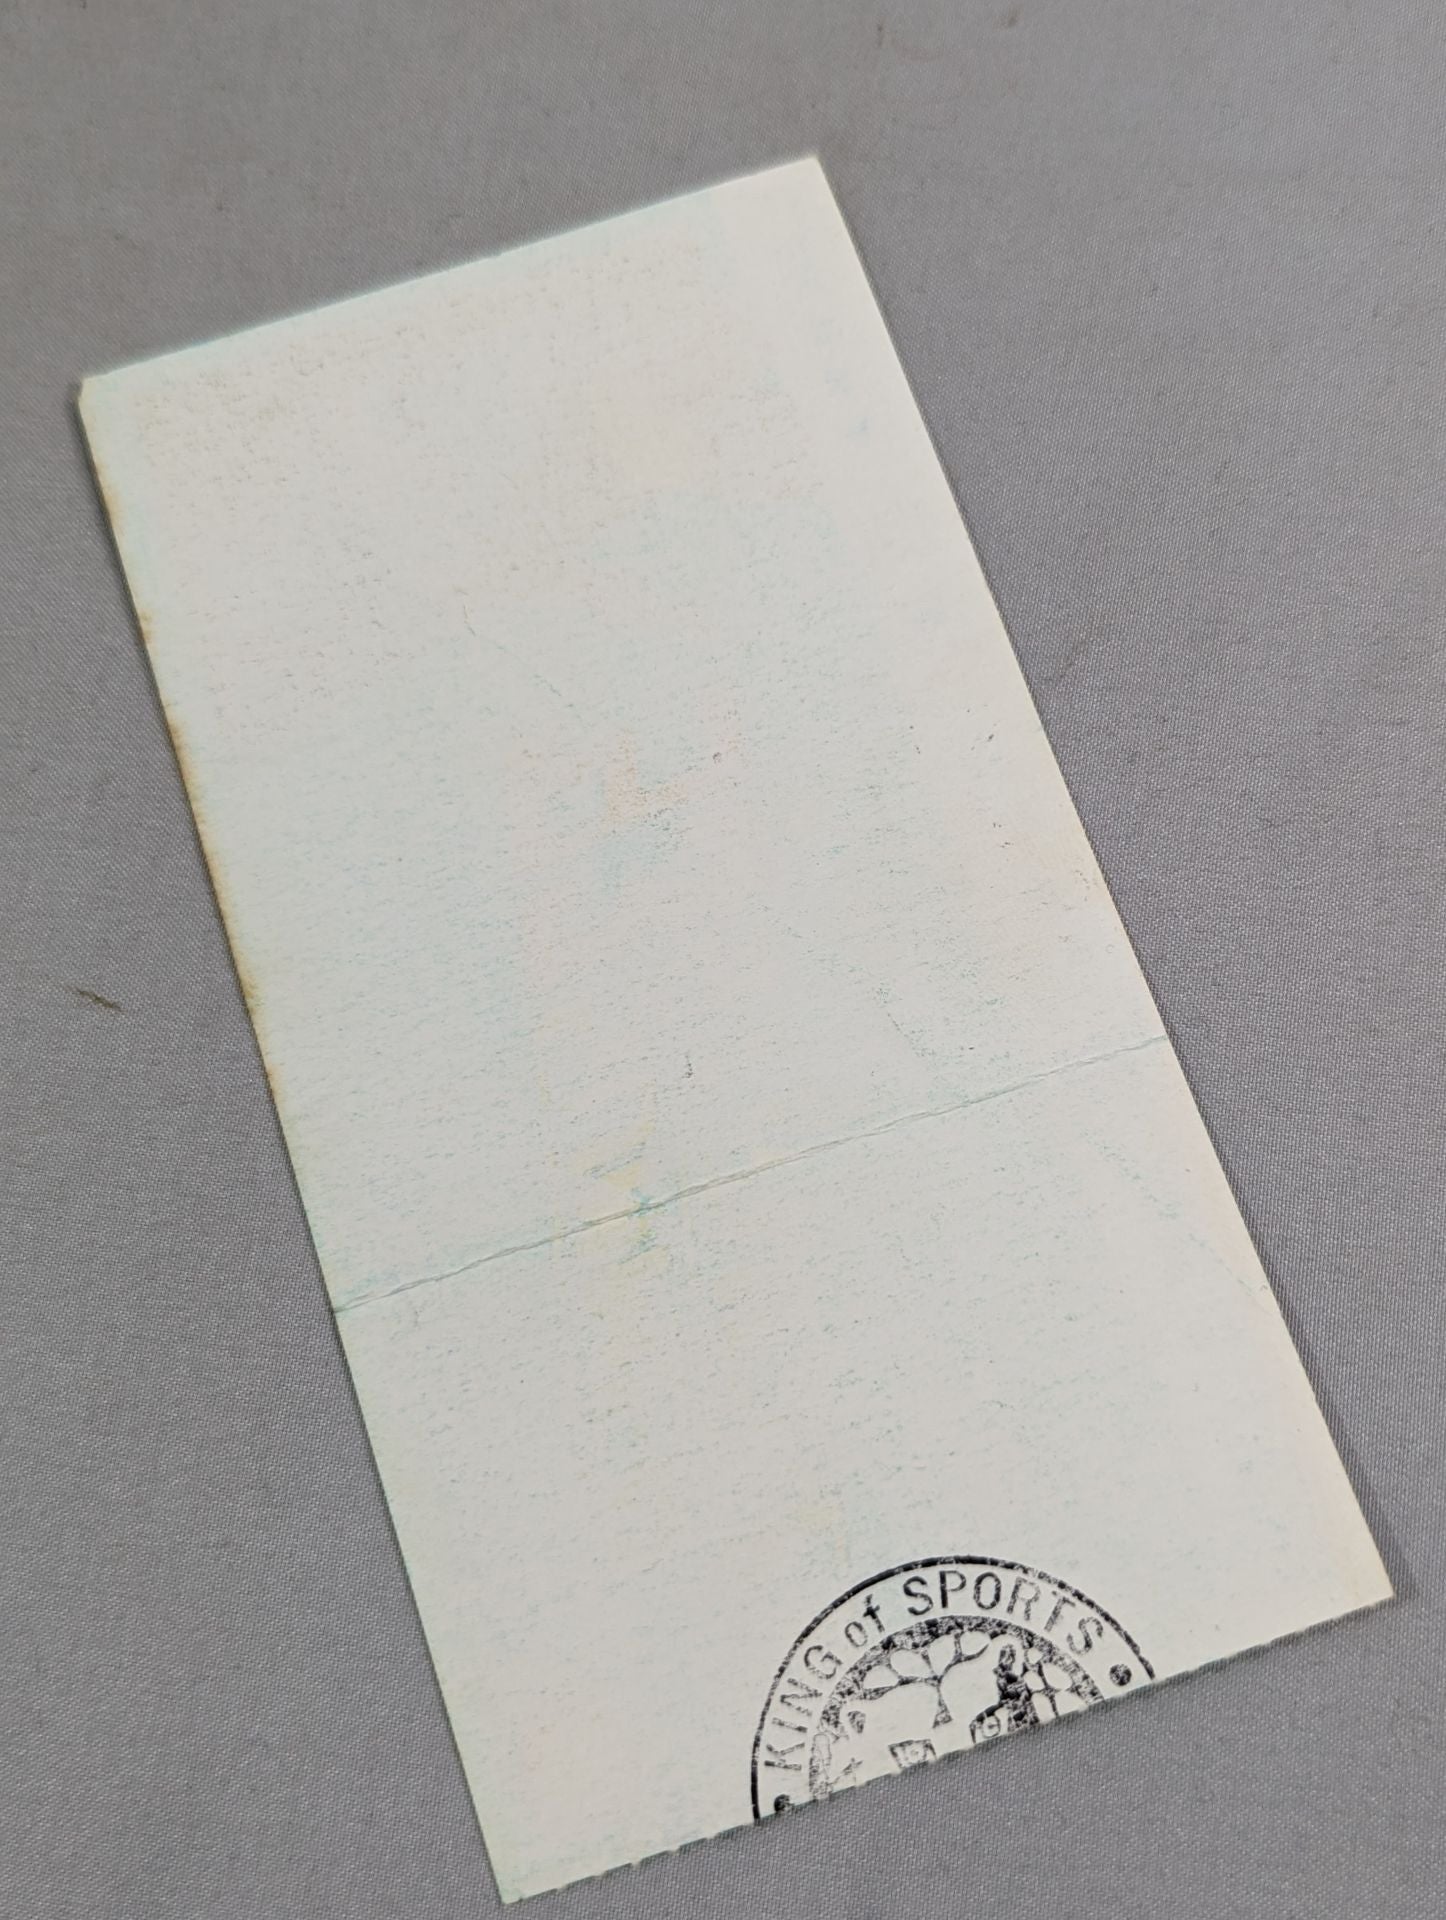 • KING of SPORTS •